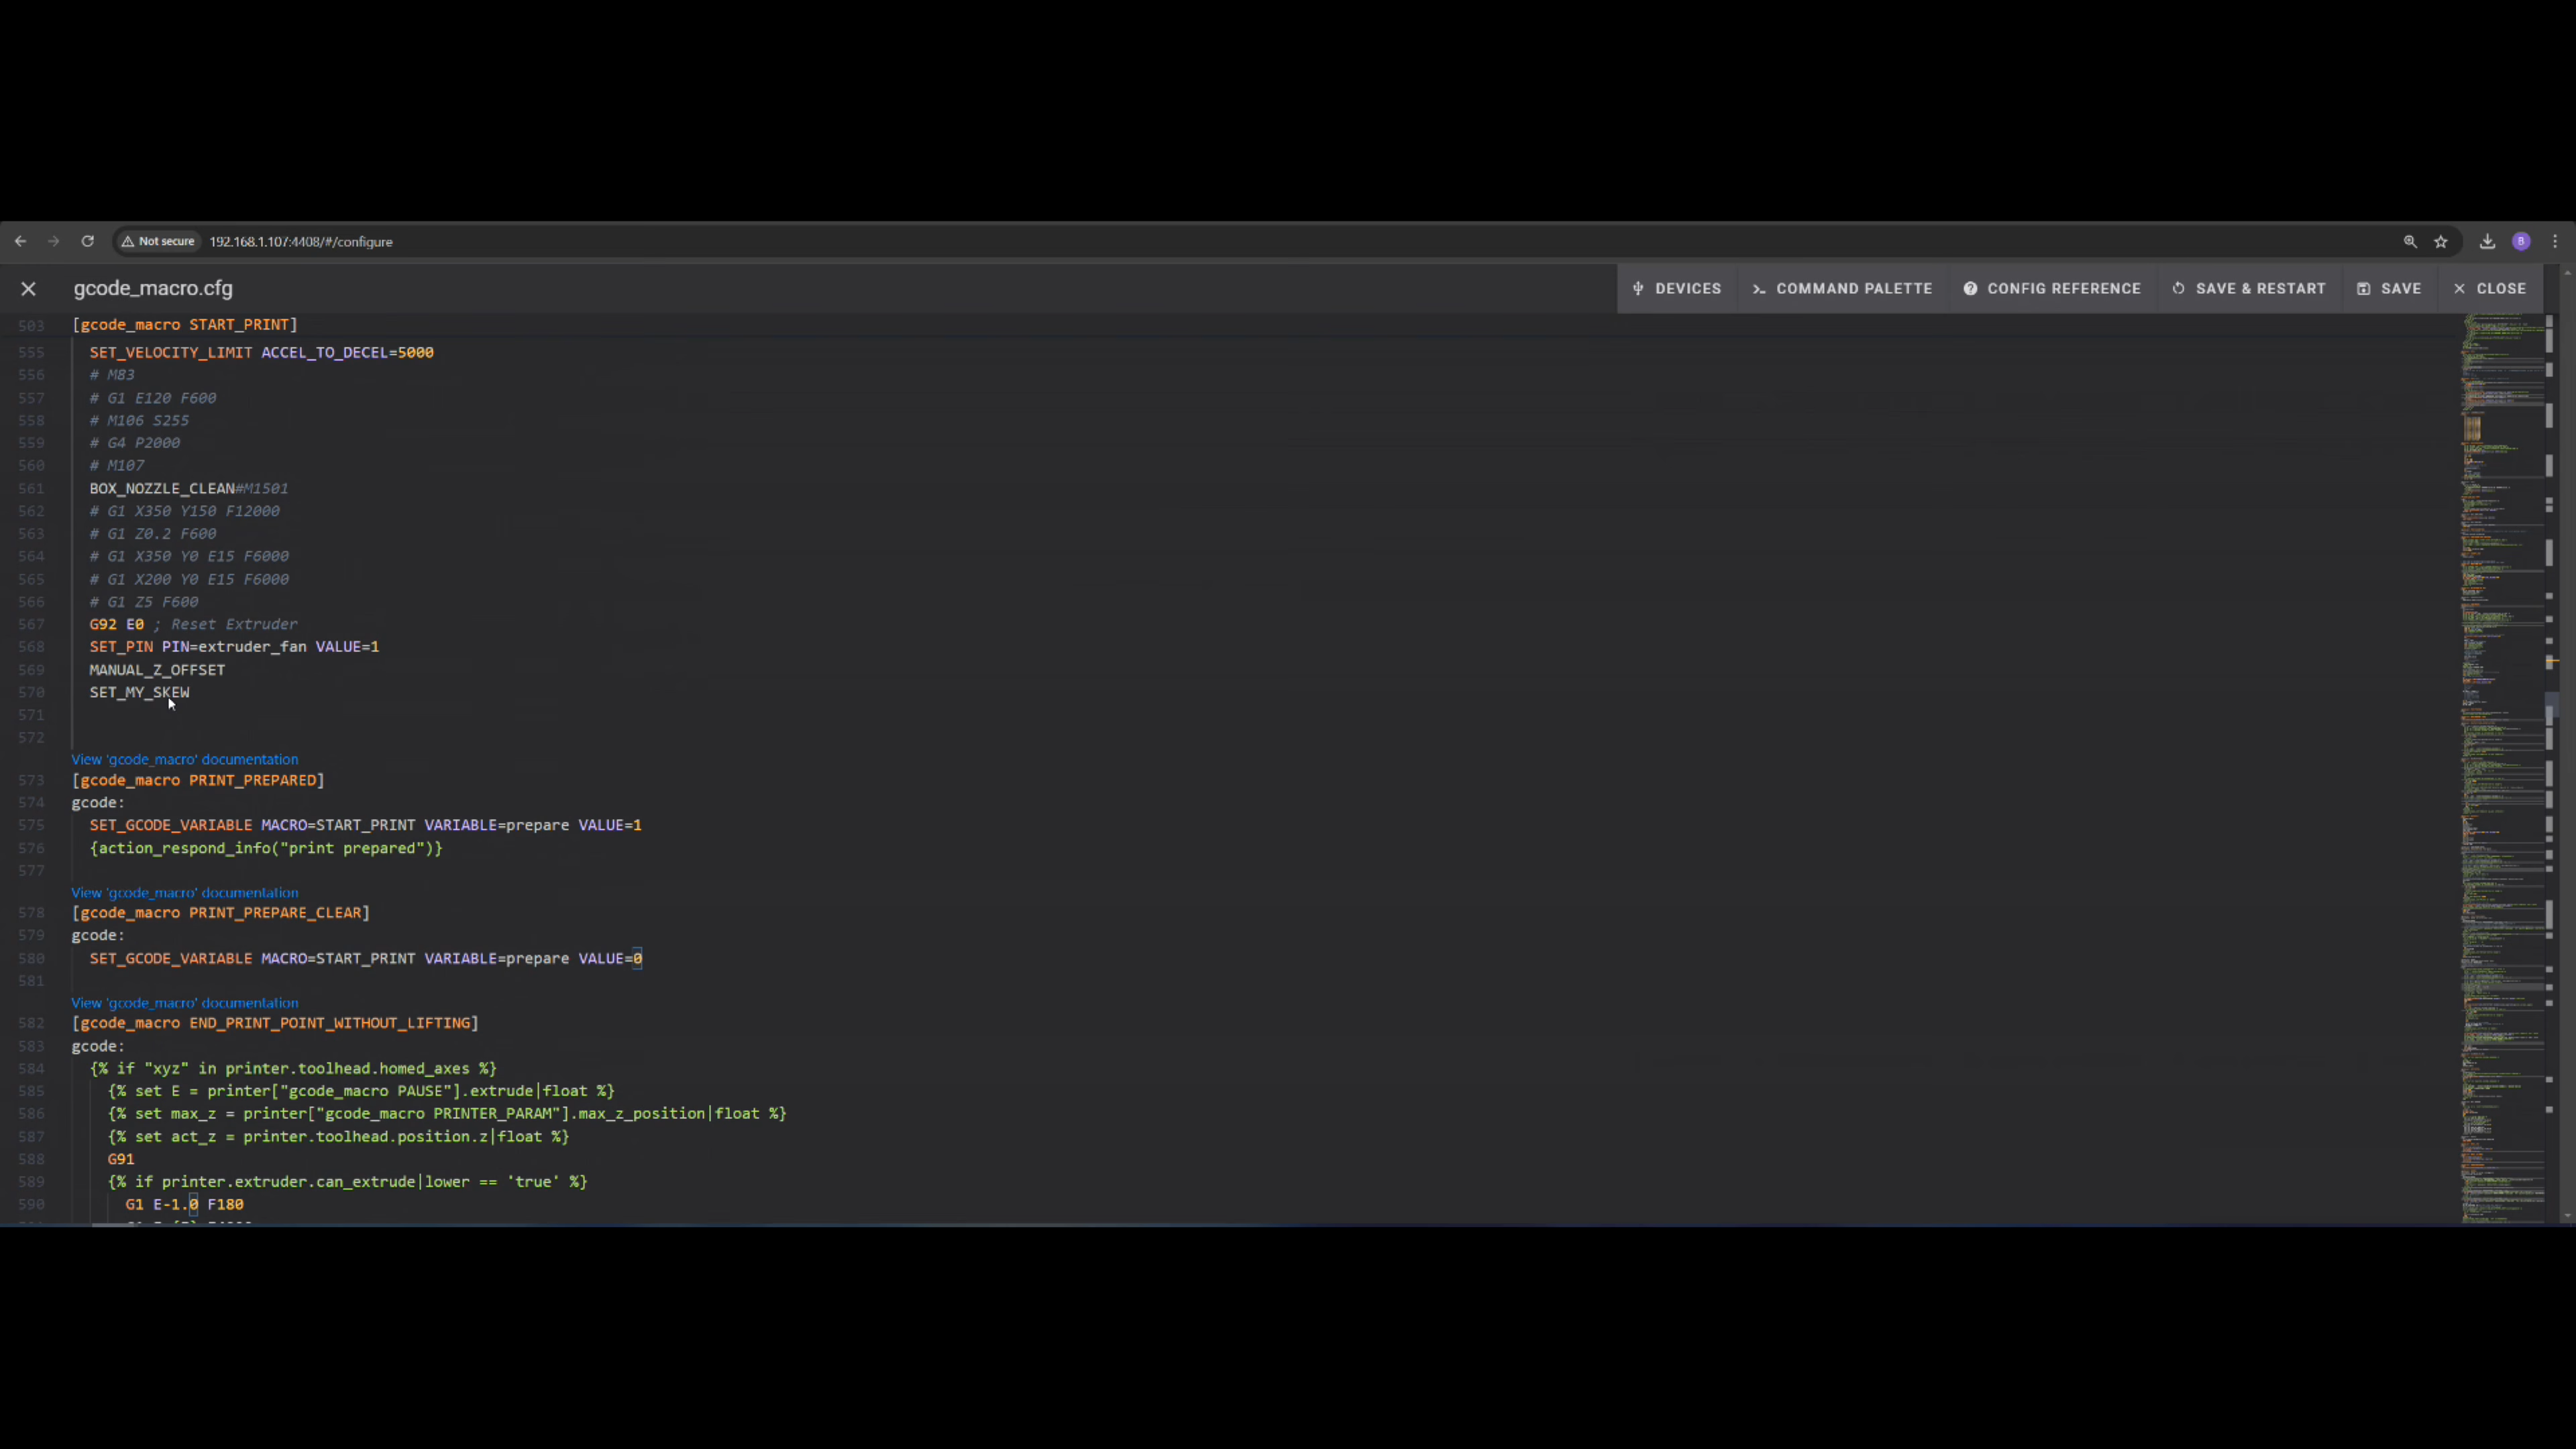 Not secure 192.168.1.107:4408/#/configure B
gcode_macro.cfg DEVICES COMMAND PALETTE CONFIG REFERENCE SAVE & RESTART SAVE CLOSE
503 [gcode_macro START_PRINT]
555 SET_VELOCITY_LIMIT ACCEL_TO_DECEL=5000
556 # M83
557 # G1 E120 F600
558 # M106 S255
559 # G4 P2000
560 # M107
561 BOX_NOZZLE_CLEAN#M1501
562 # G1 X350 Y150 F12000
563 # G1 Z0.2 F600
564 # G1 X350 Y0 E15 F6000
565 # G1 X200 Y0 E15 F6000
566 # G1 Z5 F600
567 G92 E0 ; Reset Extruder
568 SET_PIN PIN=extruder_fan VALUE=1
569 MANUAL_Z_OFFSET
570 SET_MY_SKEW
571
572
View 'gcode_macro' documentation
573 [gcode_macro PRINT_PREPARED]
574 gcode:
575 SET_GCODE_VARIABLE MACRO=START_PRINT VARIABLE=prepare VALUE=1
576 {action_respond_info("print prepared")}
577
View 'gcode_macro' documentation
578 [gcode_macro PRINT_PREPARE_CLEAR]
579 gcode:
580 SET_GCODE_VARIABLE MACRO=START_PRINT VARIABLE=prepare VALUE=0
581
View 'gcode_macro' documentation
582 [gcode_macro END_PRINT_POINT_WITHOUT_LIFTING]
583 gcode:
584 {% if "xyz" in printer.toolhead.homed_axes %}
585 {% set E = printer["gcode_macro PAUSE"].extrude|float %}
586 {% set max_z = printer["gcode_macro PRINTER_PARAM"].max_z_position|float %}
587 {% set act_z = printer.toolhead.position.z|float %}
588 G91
589 {% if printer.extruder.can_extrude|lower == 'true' %}
590 G1 E-1.0 F180